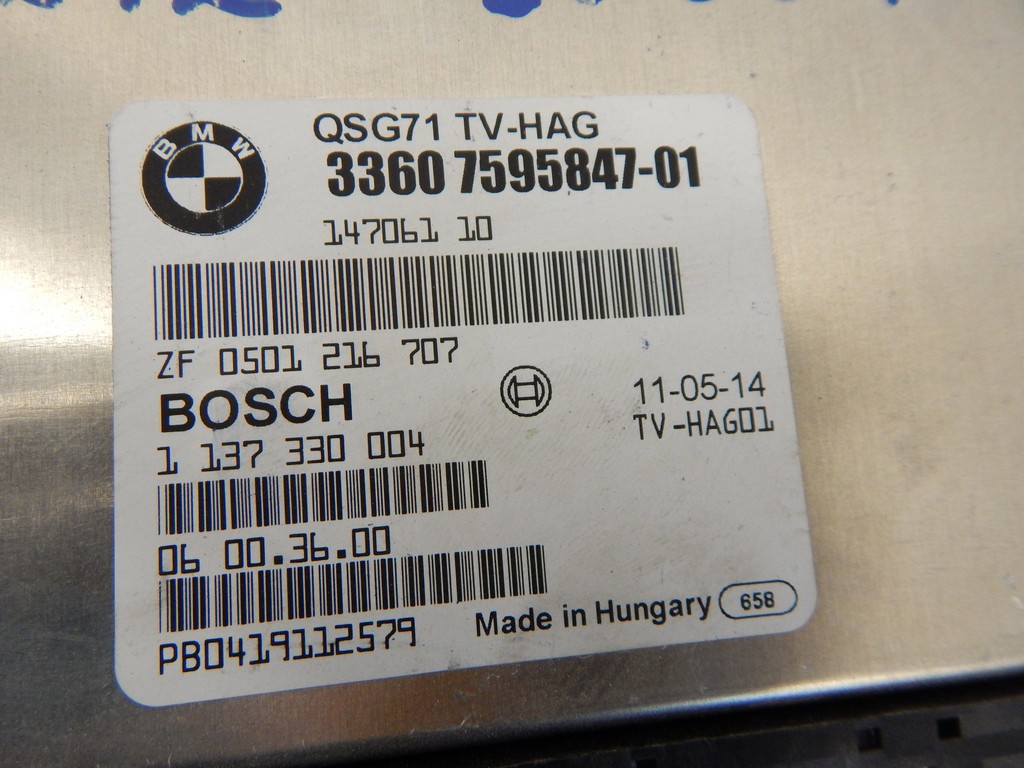 BMW
QSG71 TV-HAG
3360 7595847-01
147061 10
ZF 0501 216 707
BOSCH
11-05-14
TV-HAG01
1 137 330 004
06 00.36.00
Made in Hungary 658
PB0419112579